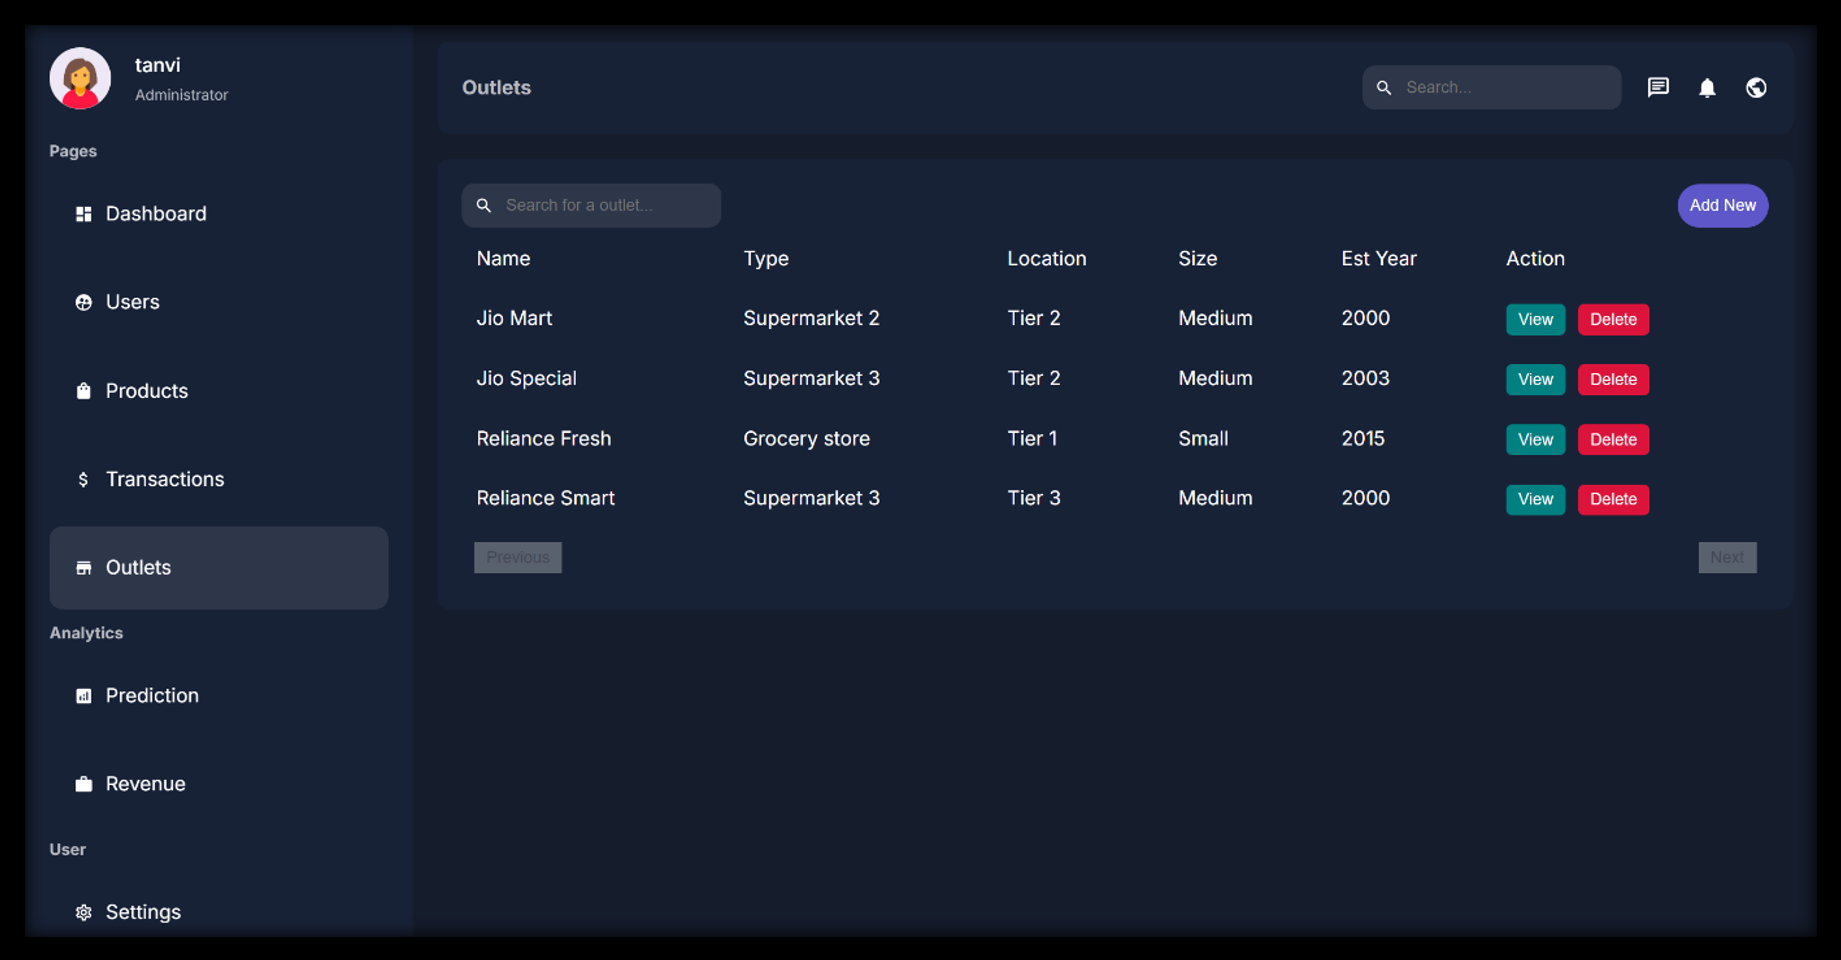 tanvi
Administrator
Pages
Dashboard
Users
Products
Transactions
Outlets
Analytics
Prediction
Revenue
User
Settings
Outlets
Search...
Search for a outlet...
Add New
Name Type Location Size Est Year Action
Jio Mart Supermarket 2 Tier 2 Medium 2000 View Delete
Jio Special Supermarket 3 Tier 2 Medium 2003 View Delete
Reliance Fresh Grocery store Tier 1 Small 2015 View Delete
Reliance Smart Supermarket 3 Tier 3 Medium 2000 View Delete
Previous Next